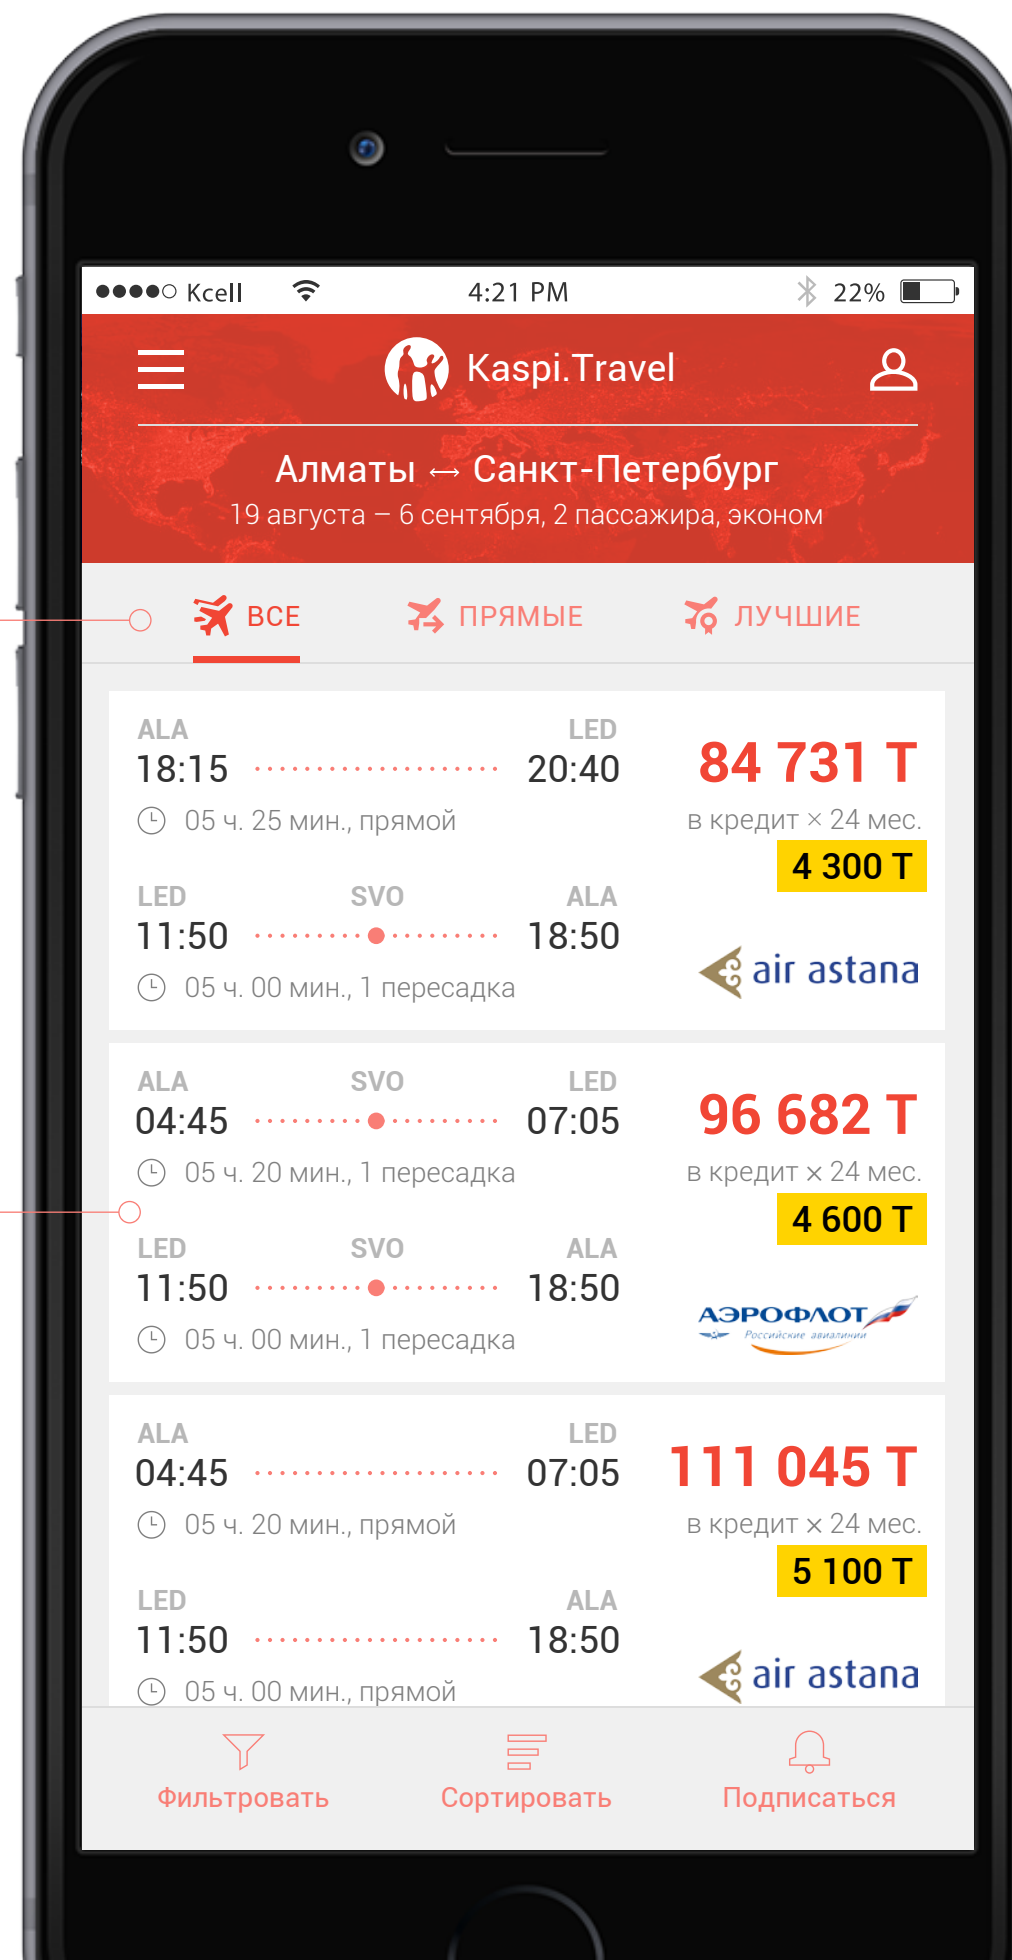 Kcell 4:21 PM 22%
Kaspi.Travel
Алматы ↔ Санкт-Петербург
19 августа – 6 сентября, 2 пассажира, эконом
ВСЕ ПРЯМЫЕ ЛУЧШИЕ
ALA LED
18:15 20:40 84 731 T
05 ч. 25 мин., прямой в кредит × 24 мес.
4 300 T
LED SVO ALA
11:50 18:50
air astana
05 ч. 00 мин., 1 пересадка
ALA SVO LED
04:45 07:05 96 682 T
05 ч. 20 мин., 1 пересадка в кредит × 24 мес.
4 600 T
LED SVO ALA
11:50 18:50
АЭРОФЛОТ
Российские авиалинии
05 ч. 00 мин., 1 пересадка
ALA LED
04:45 07:05 111 045 T
05 ч. 20 мин., прямой в кредит × 24 мес.
5 100 T
LED ALA
11:50 18:50
air astana
05 ч. 00 мин., прямой
Фильтровать Сортировать Подписаться